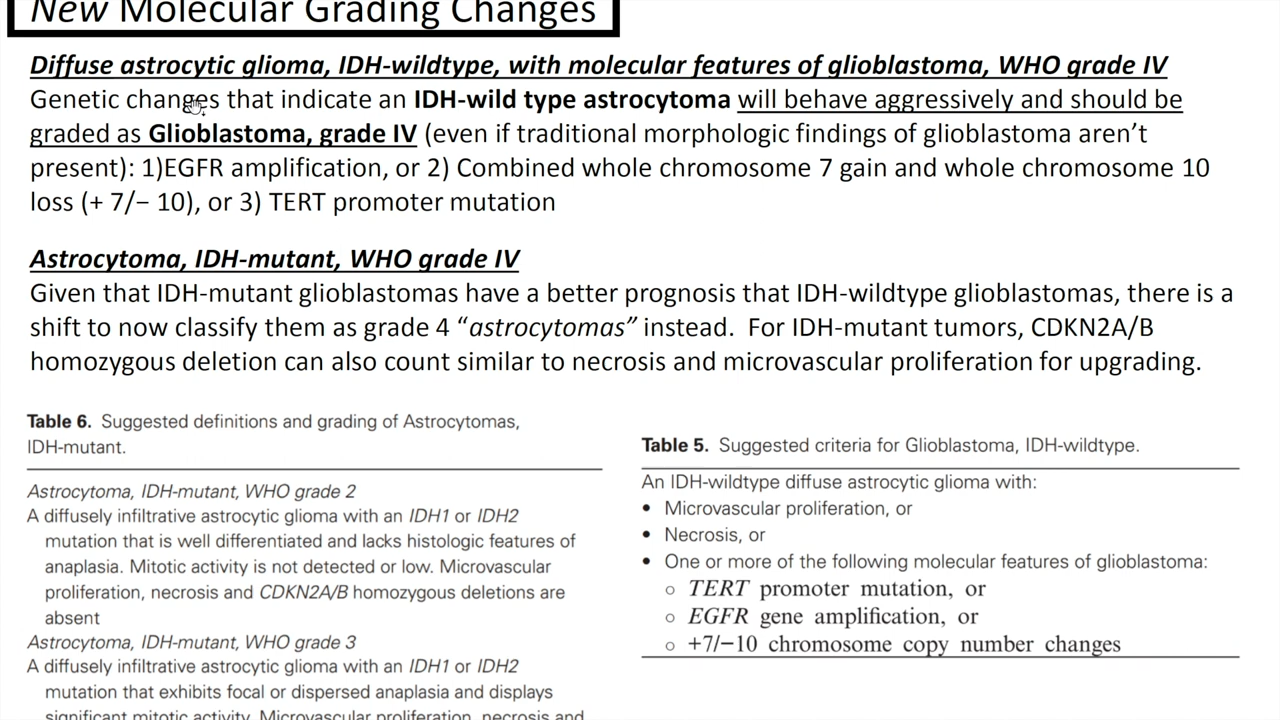 New Molecular Grading Changes
Diffuse astrocytic glioma, IDH-wildtype, with molecular features of glioblastoma, WHO grade IV
Genetic changes that indicate an IDH-wild type astrocytoma will behave aggressively and should be
graded as Glioblastoma, grade IV (even if traditional morphologic findings of glioblastoma aren't
present): 1)EGFR amplification, or 2) Combined whole chromosome 7 gain and whole chromosome 10
loss (+ 7/− 10), or 3) TERT promoter mutation
Astrocytoma, IDH-mutant, WHO grade IV
Given that IDH-mutant glioblastomas have a better prognosis that IDH-wildtype glioblastomas, there is a
shift to now classify them as grade 4 “astrocytomas” instead. For IDH-mutant tumors, CDKN2A/B
homozygous deletion can also count similar to necrosis and microvascular proliferation for upgrading.
Table 6. Suggested definitions and grading of Astrocytomas,
IDH-mutant.
Astrocytoma, IDH-mutant, WHO grade 2
A diffusely infiltrative astrocytic glioma with an IDH1 or IDH2
mutation that is well differentiated and lacks histologic features of
anaplasia. Mitotic activity is not detected or low. Microvascular
proliferation, necrosis and CDKN2A/B homozygous deletions are
absent
Astrocytoma, IDH-mutant, WHO grade 3
A diffusely infiltrative astrocytic glioma with an IDH1 or IDH2
mutation that exhibits focal or dispersed anaplasia and displays
significant mitotic activity. Microvascular proliferation, necrosis and
Table 5. Suggested criteria for Glioblastoma, IDH-wildtype.
An IDH-wildtype diffuse astrocytic glioma with:
• Microvascular proliferation, or
• Necrosis, or
• One or more of the following molecular features of glioblastoma:
○ TERT promoter mutation, or
○ EGFR gene amplification, or
○ +7/−10 chromosome copy number changes